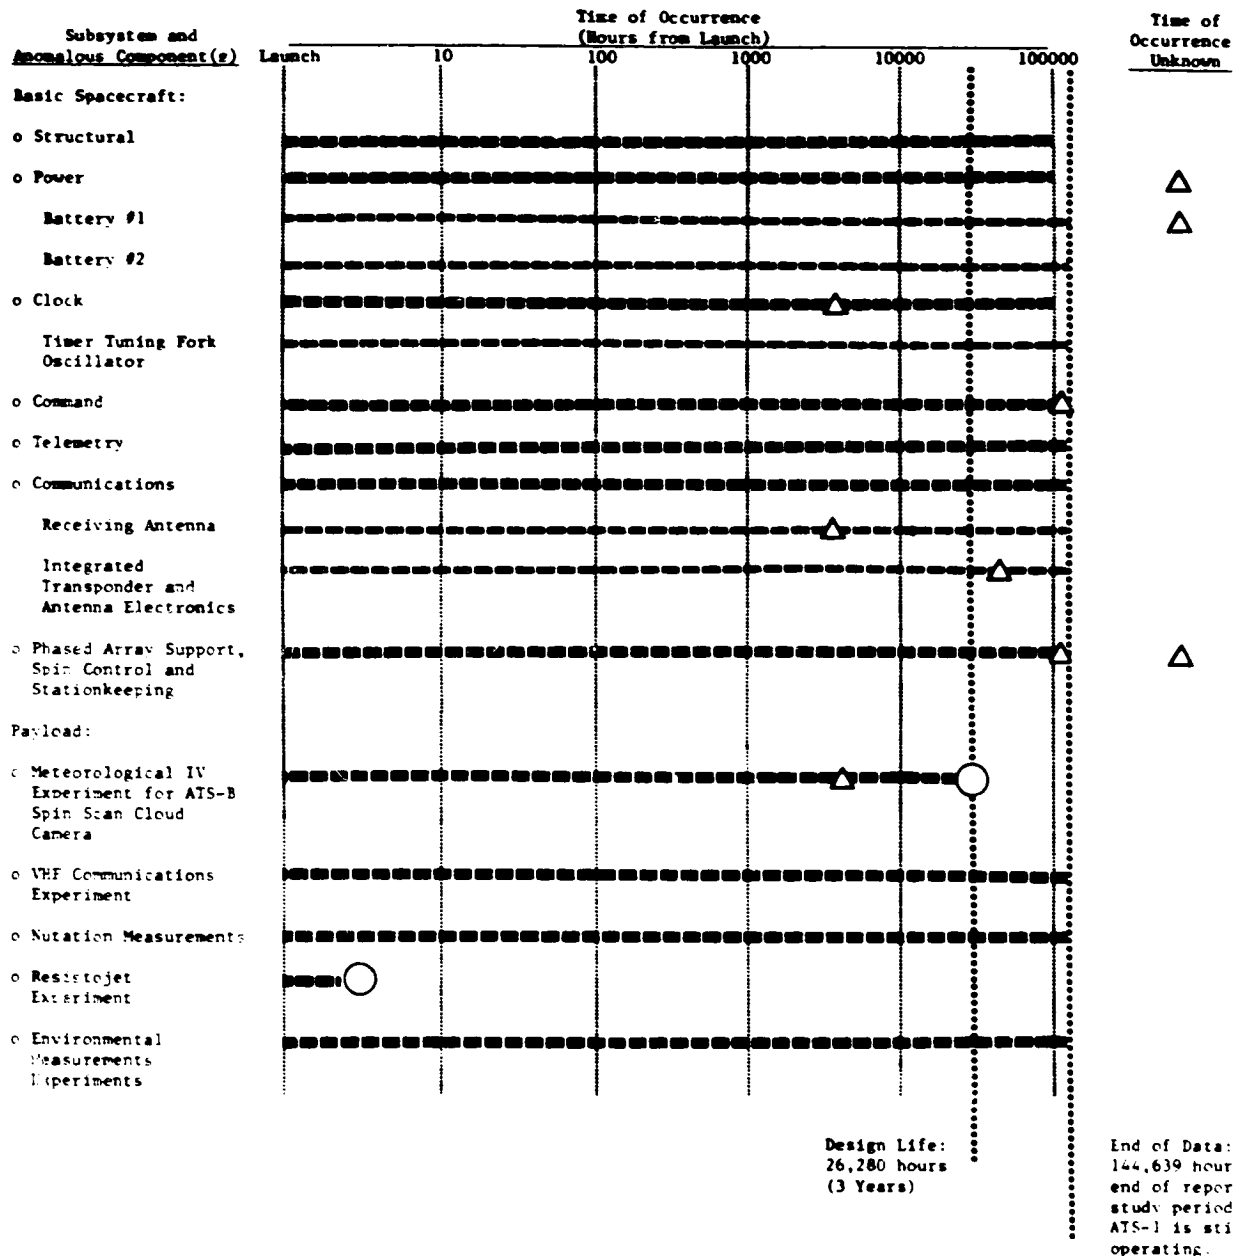 Time of Occurrence
(Hours from Launch)
Time of
Occurrence
Unknown
Subsystem and
Anomalous Component(s)
Launch 10 100 1000 10000 100000
Basic Spacecraft:
o Structural
o Power
Battery #1
Battery #2
o Clock
Timer Tuning Fork
Oscillator
o Command
o Telemetry
o Communications
Receiving Antenna
Integrated
Transponder and
Antenna Electronics
o Phased Array Support,
Spin Control and
Stationkeeping
Payload:
o Meteorological IV
Experiment for ATS-B
Spin Scan Cloud
Camera
o VHF Communications
Experiment
o Nutation Measurements
o Resistojet
Experiment
o Environmental
Measurements
Experiments
Design Life:
26,280 hours
(3 Years)
End of Data:
144,639 hour
end of repor
study period
ATS-1 is sti
operating.